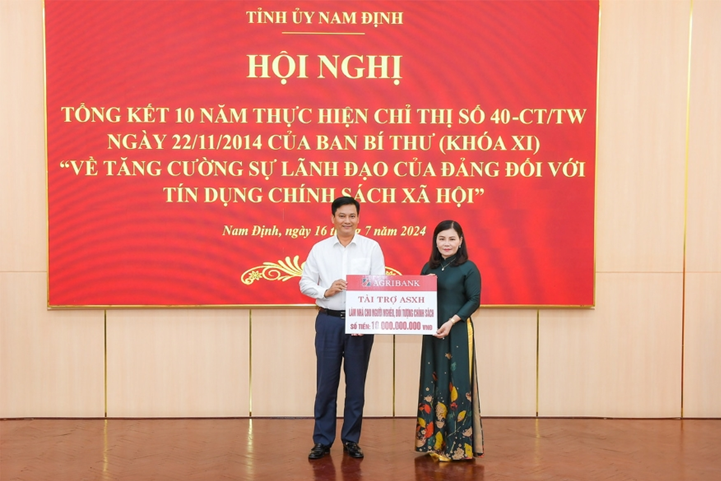 TỈNH ỦY NAM ĐỊNH
HỘI NGHỊ
TỔNG KẾT 10 NĂM THỰC HIỆN CHỈ THỊ SỐ 40-CT/TW
NGÀY 22/11/2014 CỦA BAN BÍ THƯ (KHÓA XI)
“VỀ TĂNG CƯỜNG SỰ LÃNH ĐẠO CỦA ĐẢNG ĐỐI VỚI
TÍN DỤNG CHÍNH SÁCH XÃ HỘI”
Nam Định, ngày 16 tháng 7 năm 2024
AGRIBANK
TÀI TRỢ ASXH
LÀM NHÀ CHO NGƯỜI NGHÈO, ĐỐI TƯỢNG CHÍNH SÁCH
SỐ TIỀN: 10.000.000.000 VNĐ